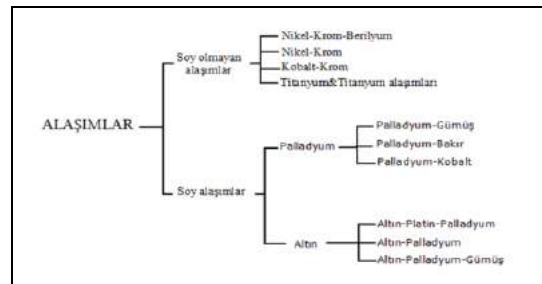 Nikel-Krom-Berilyum
Soy olmayan alaşımlar
Nikel-Krom
Kobalt-Krom
Titanyum&Titanyum alaşımları
ALAŞIMLAR
Palladyum-Gümüş
Palladyum
Palladyum-Bakır
Palladyum-Kobalt
Soy alaşımlar
Altın-Platin-Palladyum
Altın
Altın-Palladyum
Altın-Palladyum-Gümüş